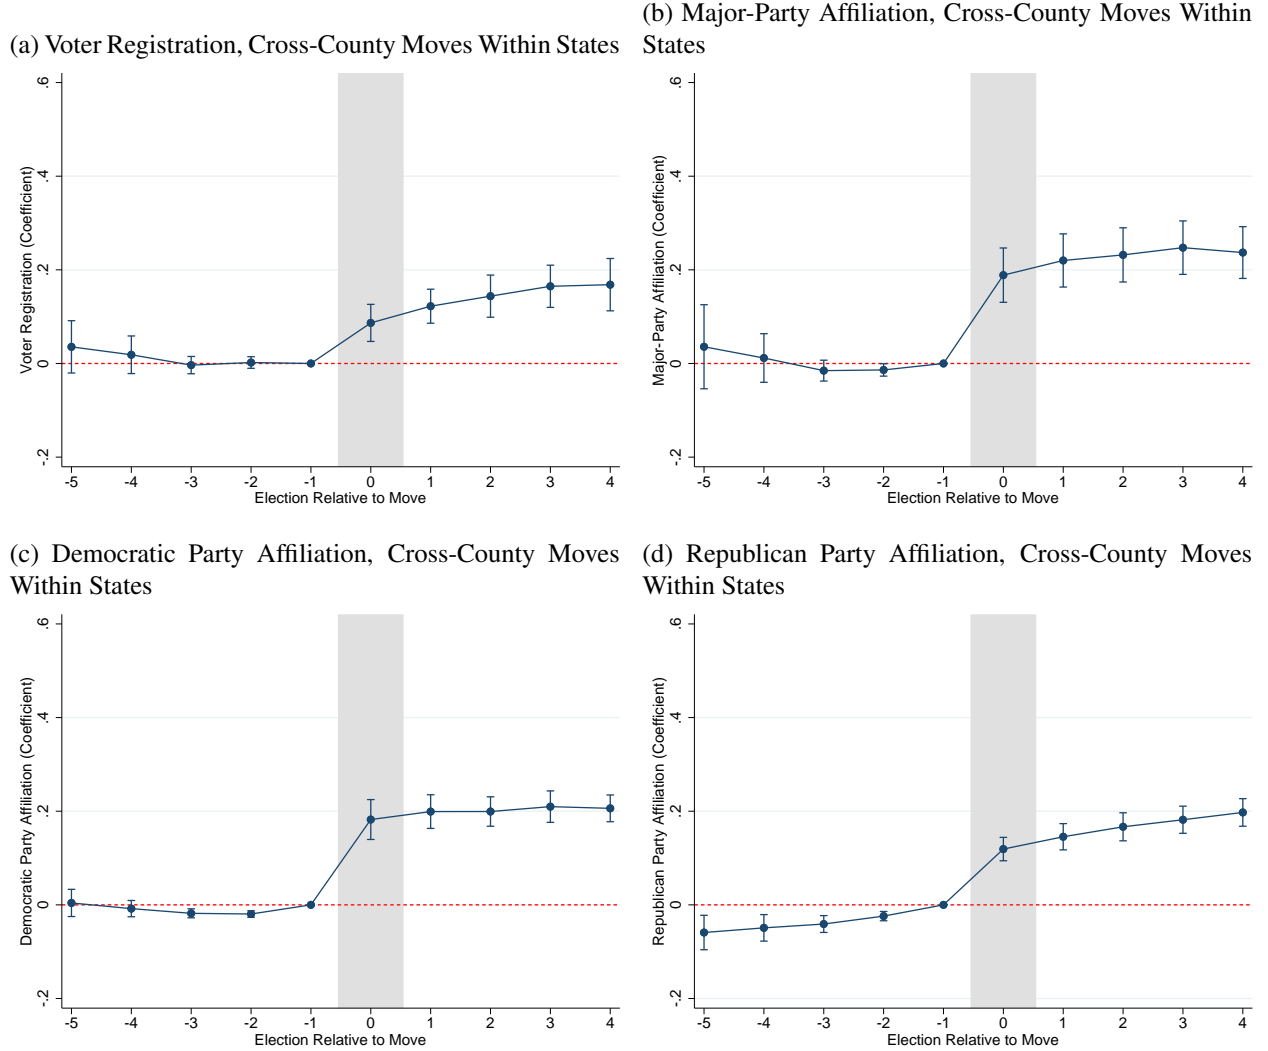 (a) Voter Registration, Cross-County Moves Within States
.6
.4
.2
0
-.2
Voter Registration (Coefficient)
-5 -4 -3 -2 -1 0 1 2 3 4
Election Relative to Move
(b) Major-Party Affiliation, Cross-County Moves Within
States
.6
.4
.2
0
-.2
Major-Party Affiliation (Coefficient)
-5 -4 -3 -2 -1 0 1 2 3 4
Election Relative to Move
(c) Democratic Party Affiliation, Cross-County Moves
Within States
.6
.4
.2
0
-.2
Democratic Party Affiliation (Coefficient)
-5 -4 -3 -2 -1 0 1 2 3 4
Election Relative to Move
(d) Republican Party Affiliation, Cross-County Moves
Within States
.6
.4
.2
0
-.2
Republican Party Affiliation (Coefficient)
-5 -4 -3 -2 -1 0 1 2 3 4
Election Relative to Move